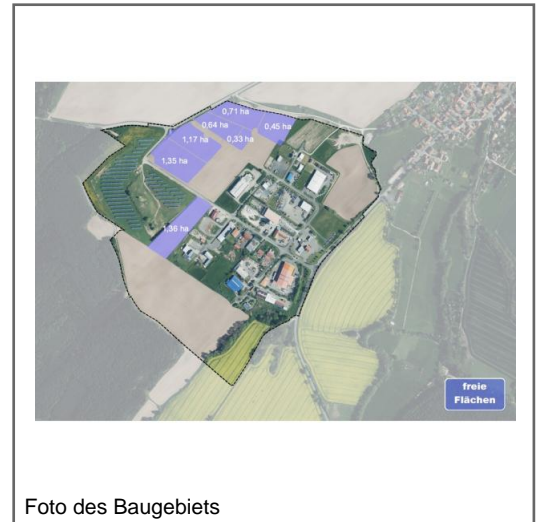 0,71 ha
0,64 ha
0,45 ha
1,17 ha
0,33 ha
1,35 ha
1,36 ha
freie
Flächen
Foto des Baugebiets